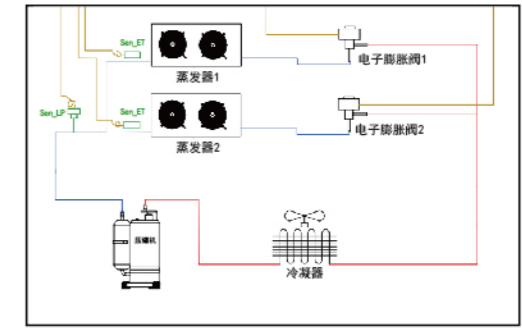 Sen_ET
蒸发器1
电子膨胀阀1
Sen_LP
Sen_ET
蒸发器2
电子膨胀阀2
压缩机
冷凝器